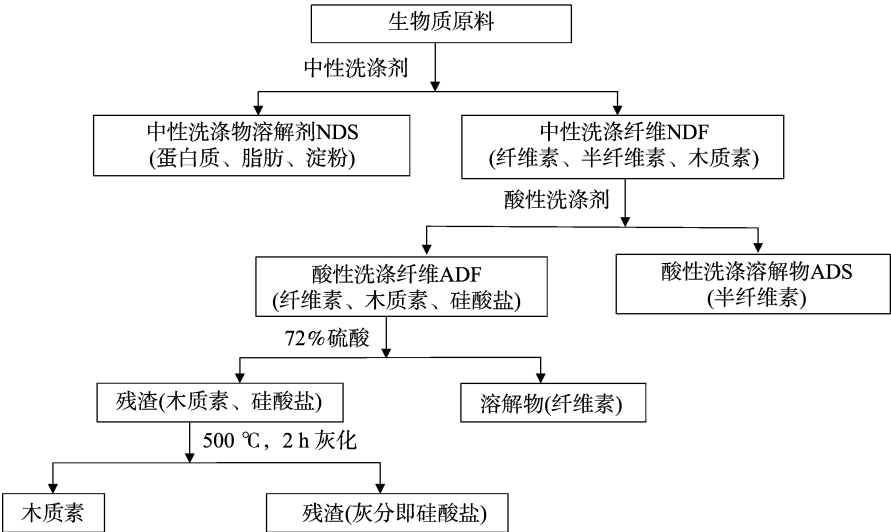 生物质原料
中性洗涤剂
中性洗涤物溶解剂NDS
(蛋白质、脂肪、淀粉)
中性洗涤纤维NDF
(纤维素、半纤维素、木质素)
酸性洗涤剂
酸性洗涤纤维ADF
(纤维素、木质素、硅酸盐)
酸性洗涤溶解物ADS
(半纤维素)
72%硫酸
残渣(木质素、硅酸盐)
溶解物(纤维素)
500 ℃，2 h 灰化
木质素
残渣(灰分即硅酸盐)